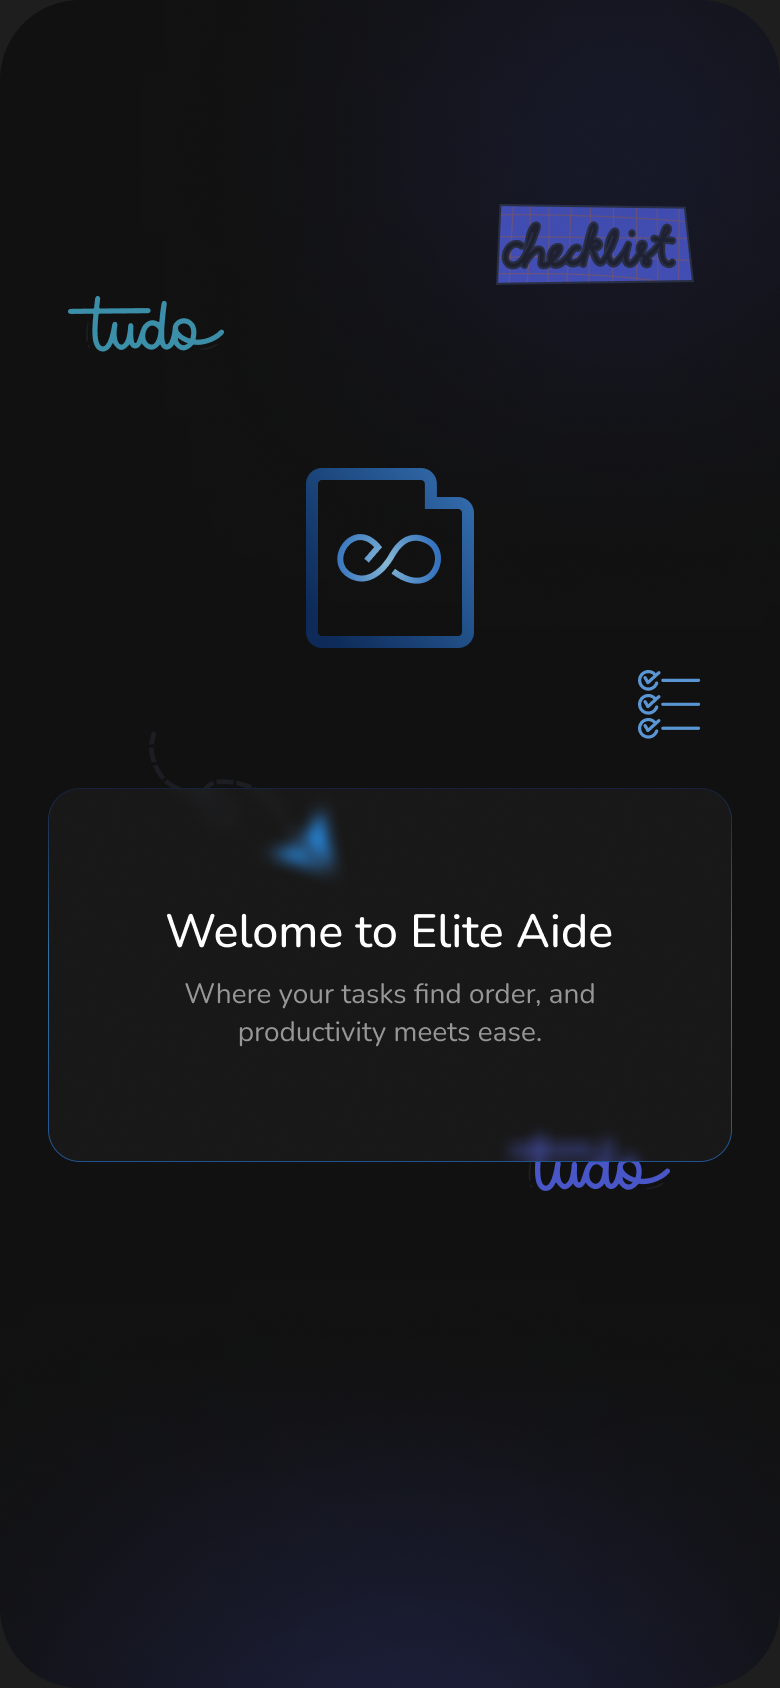 checklist
tudo
Welome to Elite Aide
Where your tasks find order, and
productivity meets ease.
tudo